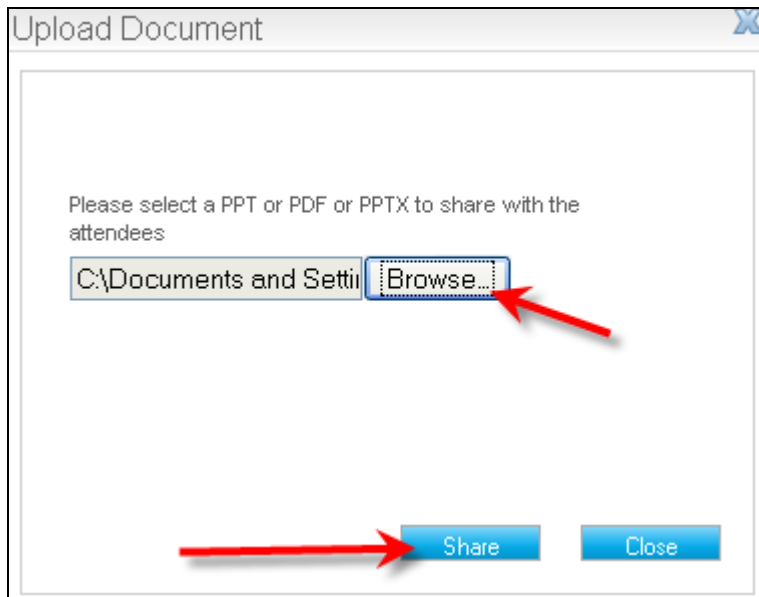 Upload Document
Please select a PPT or PDF or PPTX to share with the
attendees
C:\Documents and Settin Browse...
Share Close